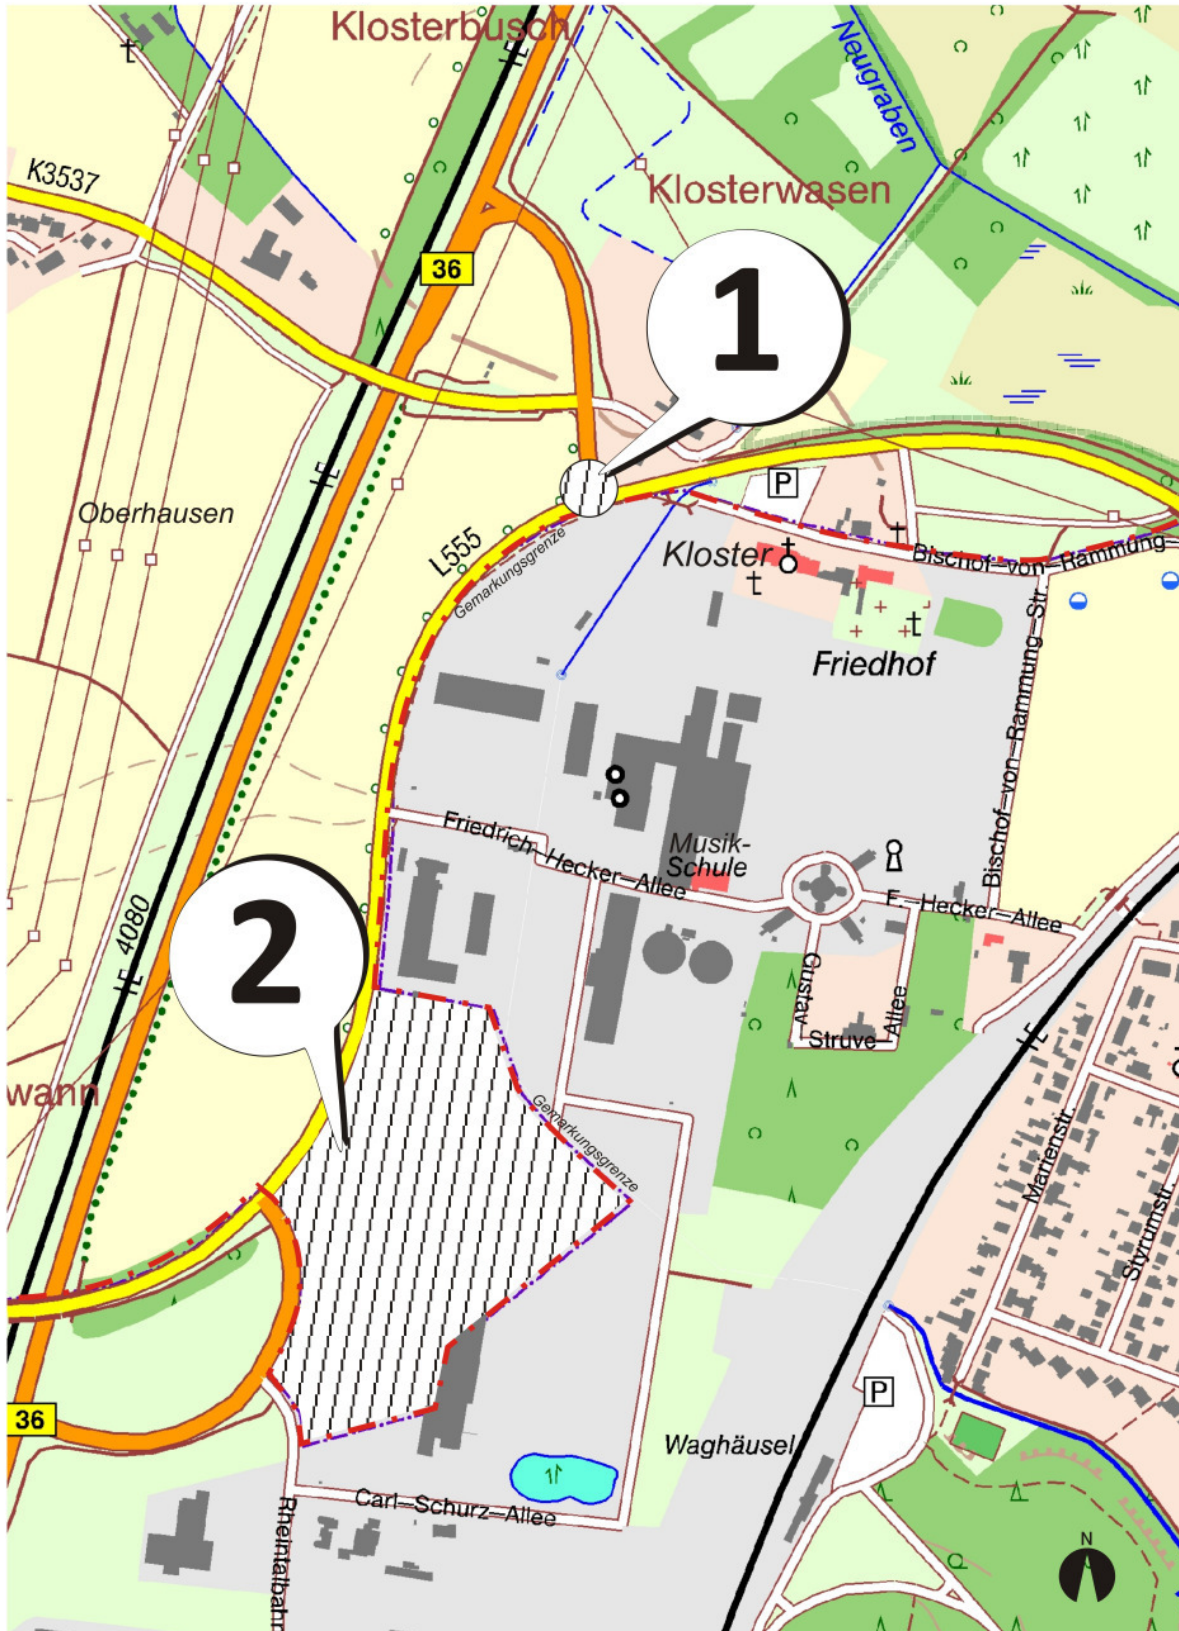 Klosterbusch
K3537
Neugraben
Klosterwasen
36
1
P
Oberhausen
L555
Gemarkungsgrenze
Kloster
Bischof-von-Rammung-
Friedhof
Bischof-von-Rammung-Str.
Friedrich-Hecker-Allee
Musik-
Schule
F.-Hecker-Allee
2
4080
Gustav
Struve
Allee
wann
Gemarkungsgrenze
Marienstr.
Styrumstr.
36
P
Waghäusel
Carl-Schurz-Allee
Rheintalbahn
N